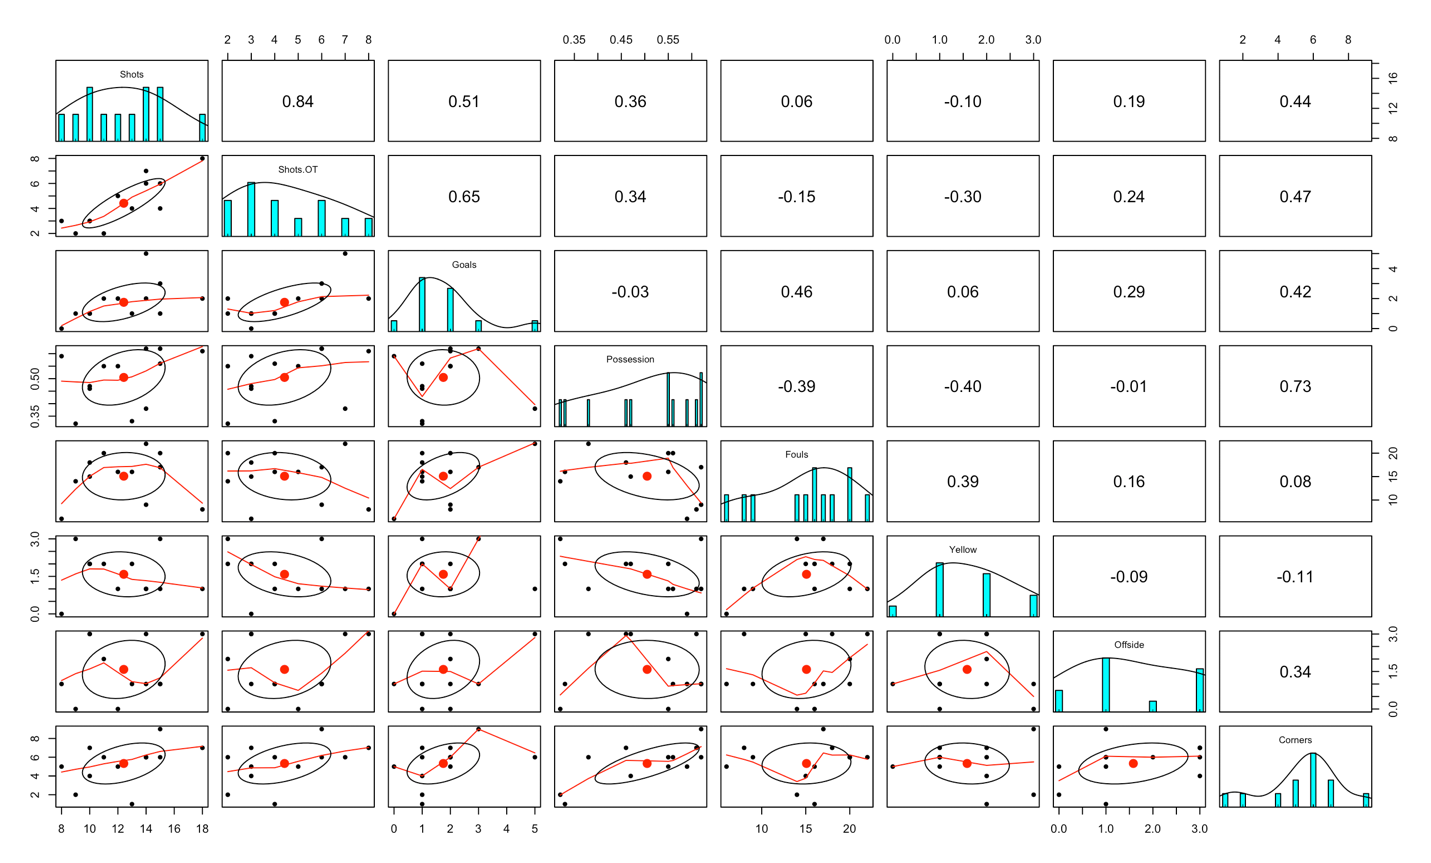 2 3 4 5 6 7 8 0.35 0.45 0.55 0.0 1.0 2.0 3.0 2 4 6 8
Shots 0.84 0.51 0.36 0.06 -0.10 0.19 0.44 8 12 16
2 4 6 8 Shots.OT 0.65 0.34 -0.15 -0.30 0.24 0.47
Goals -0.03 0.46 0.06 0.29 0.42 0 2 4
0.35 0.50 Possession -0.39 -0.40 -0.01 0.73
Fouls 0.39 0.16 0.08 10 15 20
0.0 1.5 3.0 Yellow -0.09 -0.11
Offside 0.34 0.0 1.5 3.0
2 4 6 8 Corners
8 10 12 14 16 18 0 1 2 3 4 5 10 15 20 0.0 1.0 2.0 3.0